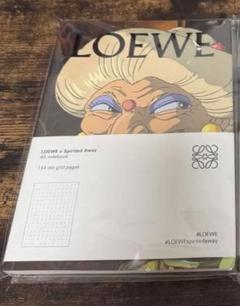 LOEWE
LOEWE x Spirited Away
A5 notebook
144 dot grid pages
#LOEWE
#LOEWEspiritedaway